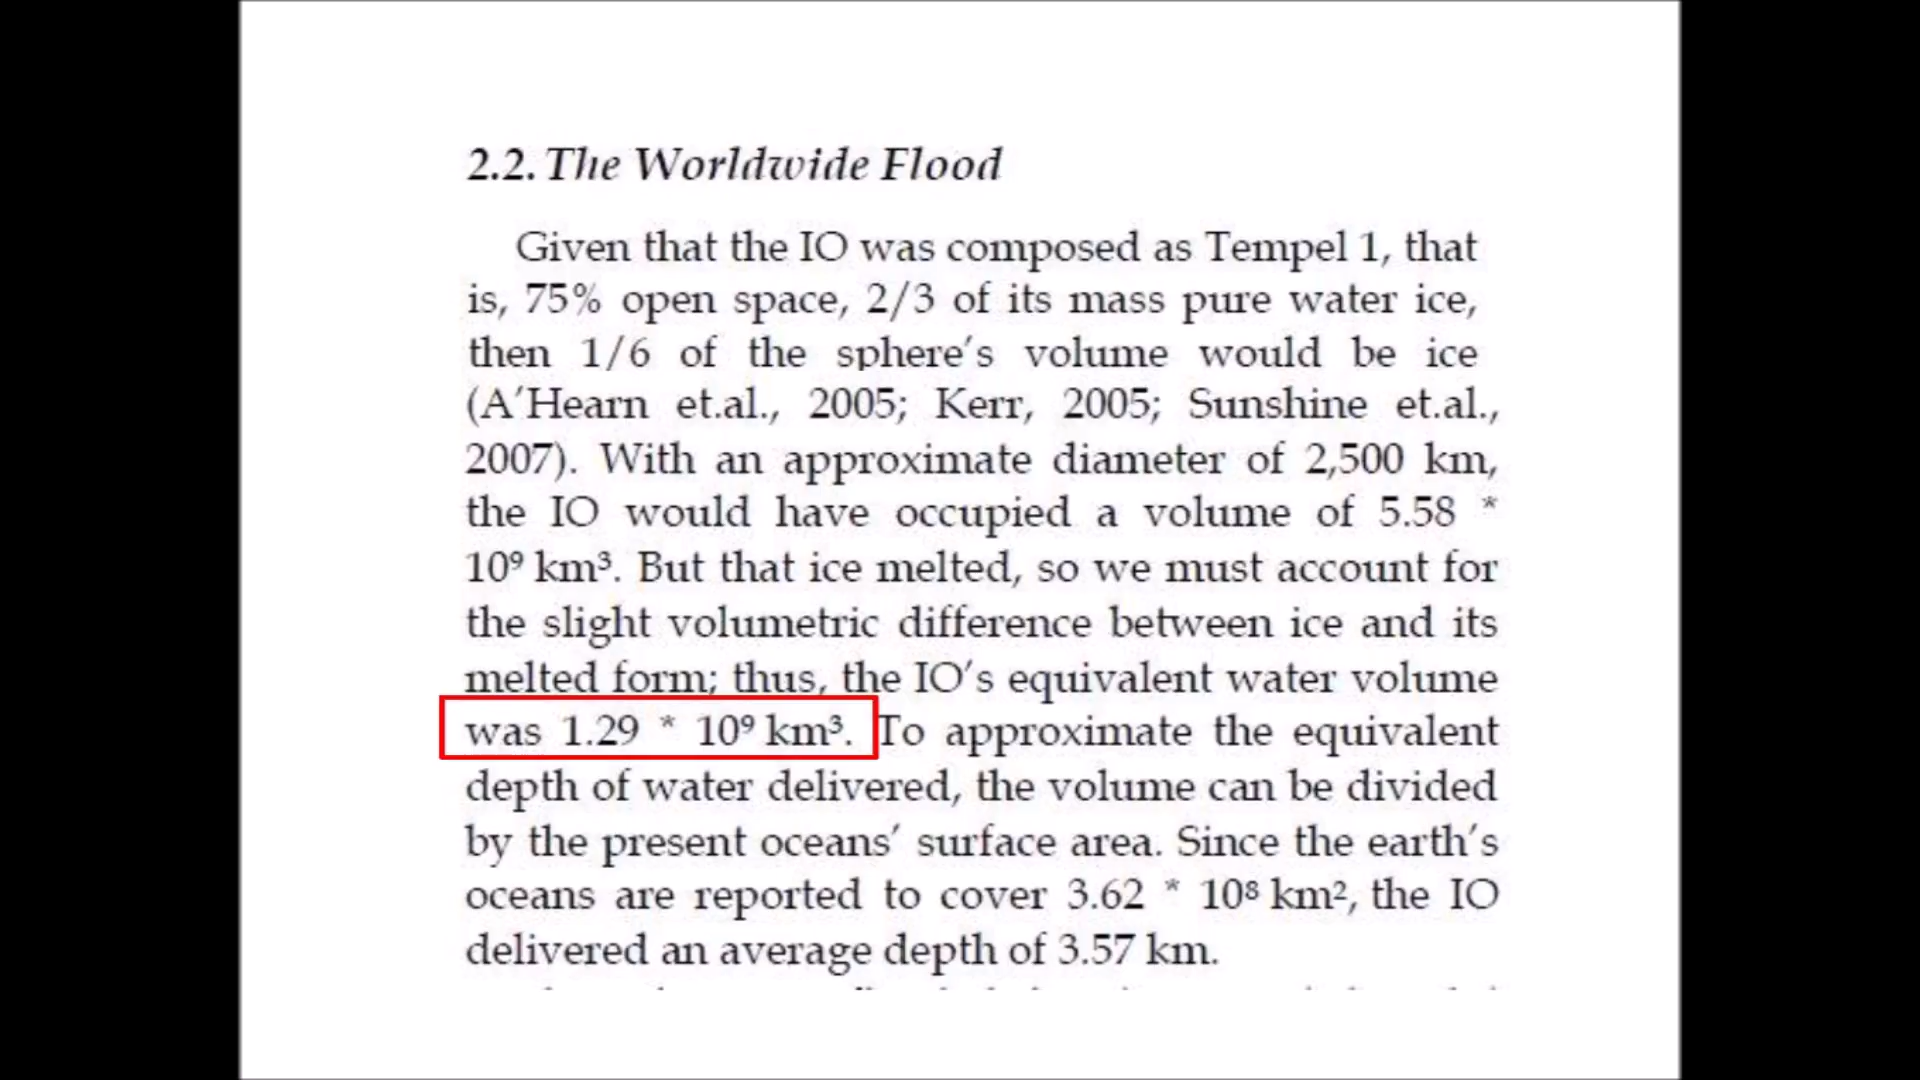 2.2. The Worldwide Flood
Given that the IO was composed as Tempel 1, that
is, 75% open space, 2/3 of its mass pure water ice,
then 1/6 of the sphere's volume would be ice
(A'Hearn et.al., 2005; Kerr, 2005; Sunshine et.al.,
2007). With an approximate diameter of 2,500 km,
the IO would have occupied a volume of 5.58 *
10⁹ km³. But that ice melted, so we must account for
the slight volumetric difference between ice and its
melted form; thus, the IO's equivalent water volume
was 1.29 * 10⁹ km³. To approximate the equivalent
depth of water delivered, the volume can be divided
by the present oceans' surface area. Since the earth's
oceans are reported to cover 3.62 * 10⁸ km², the IO
delivered an average depth of 3.57 km.